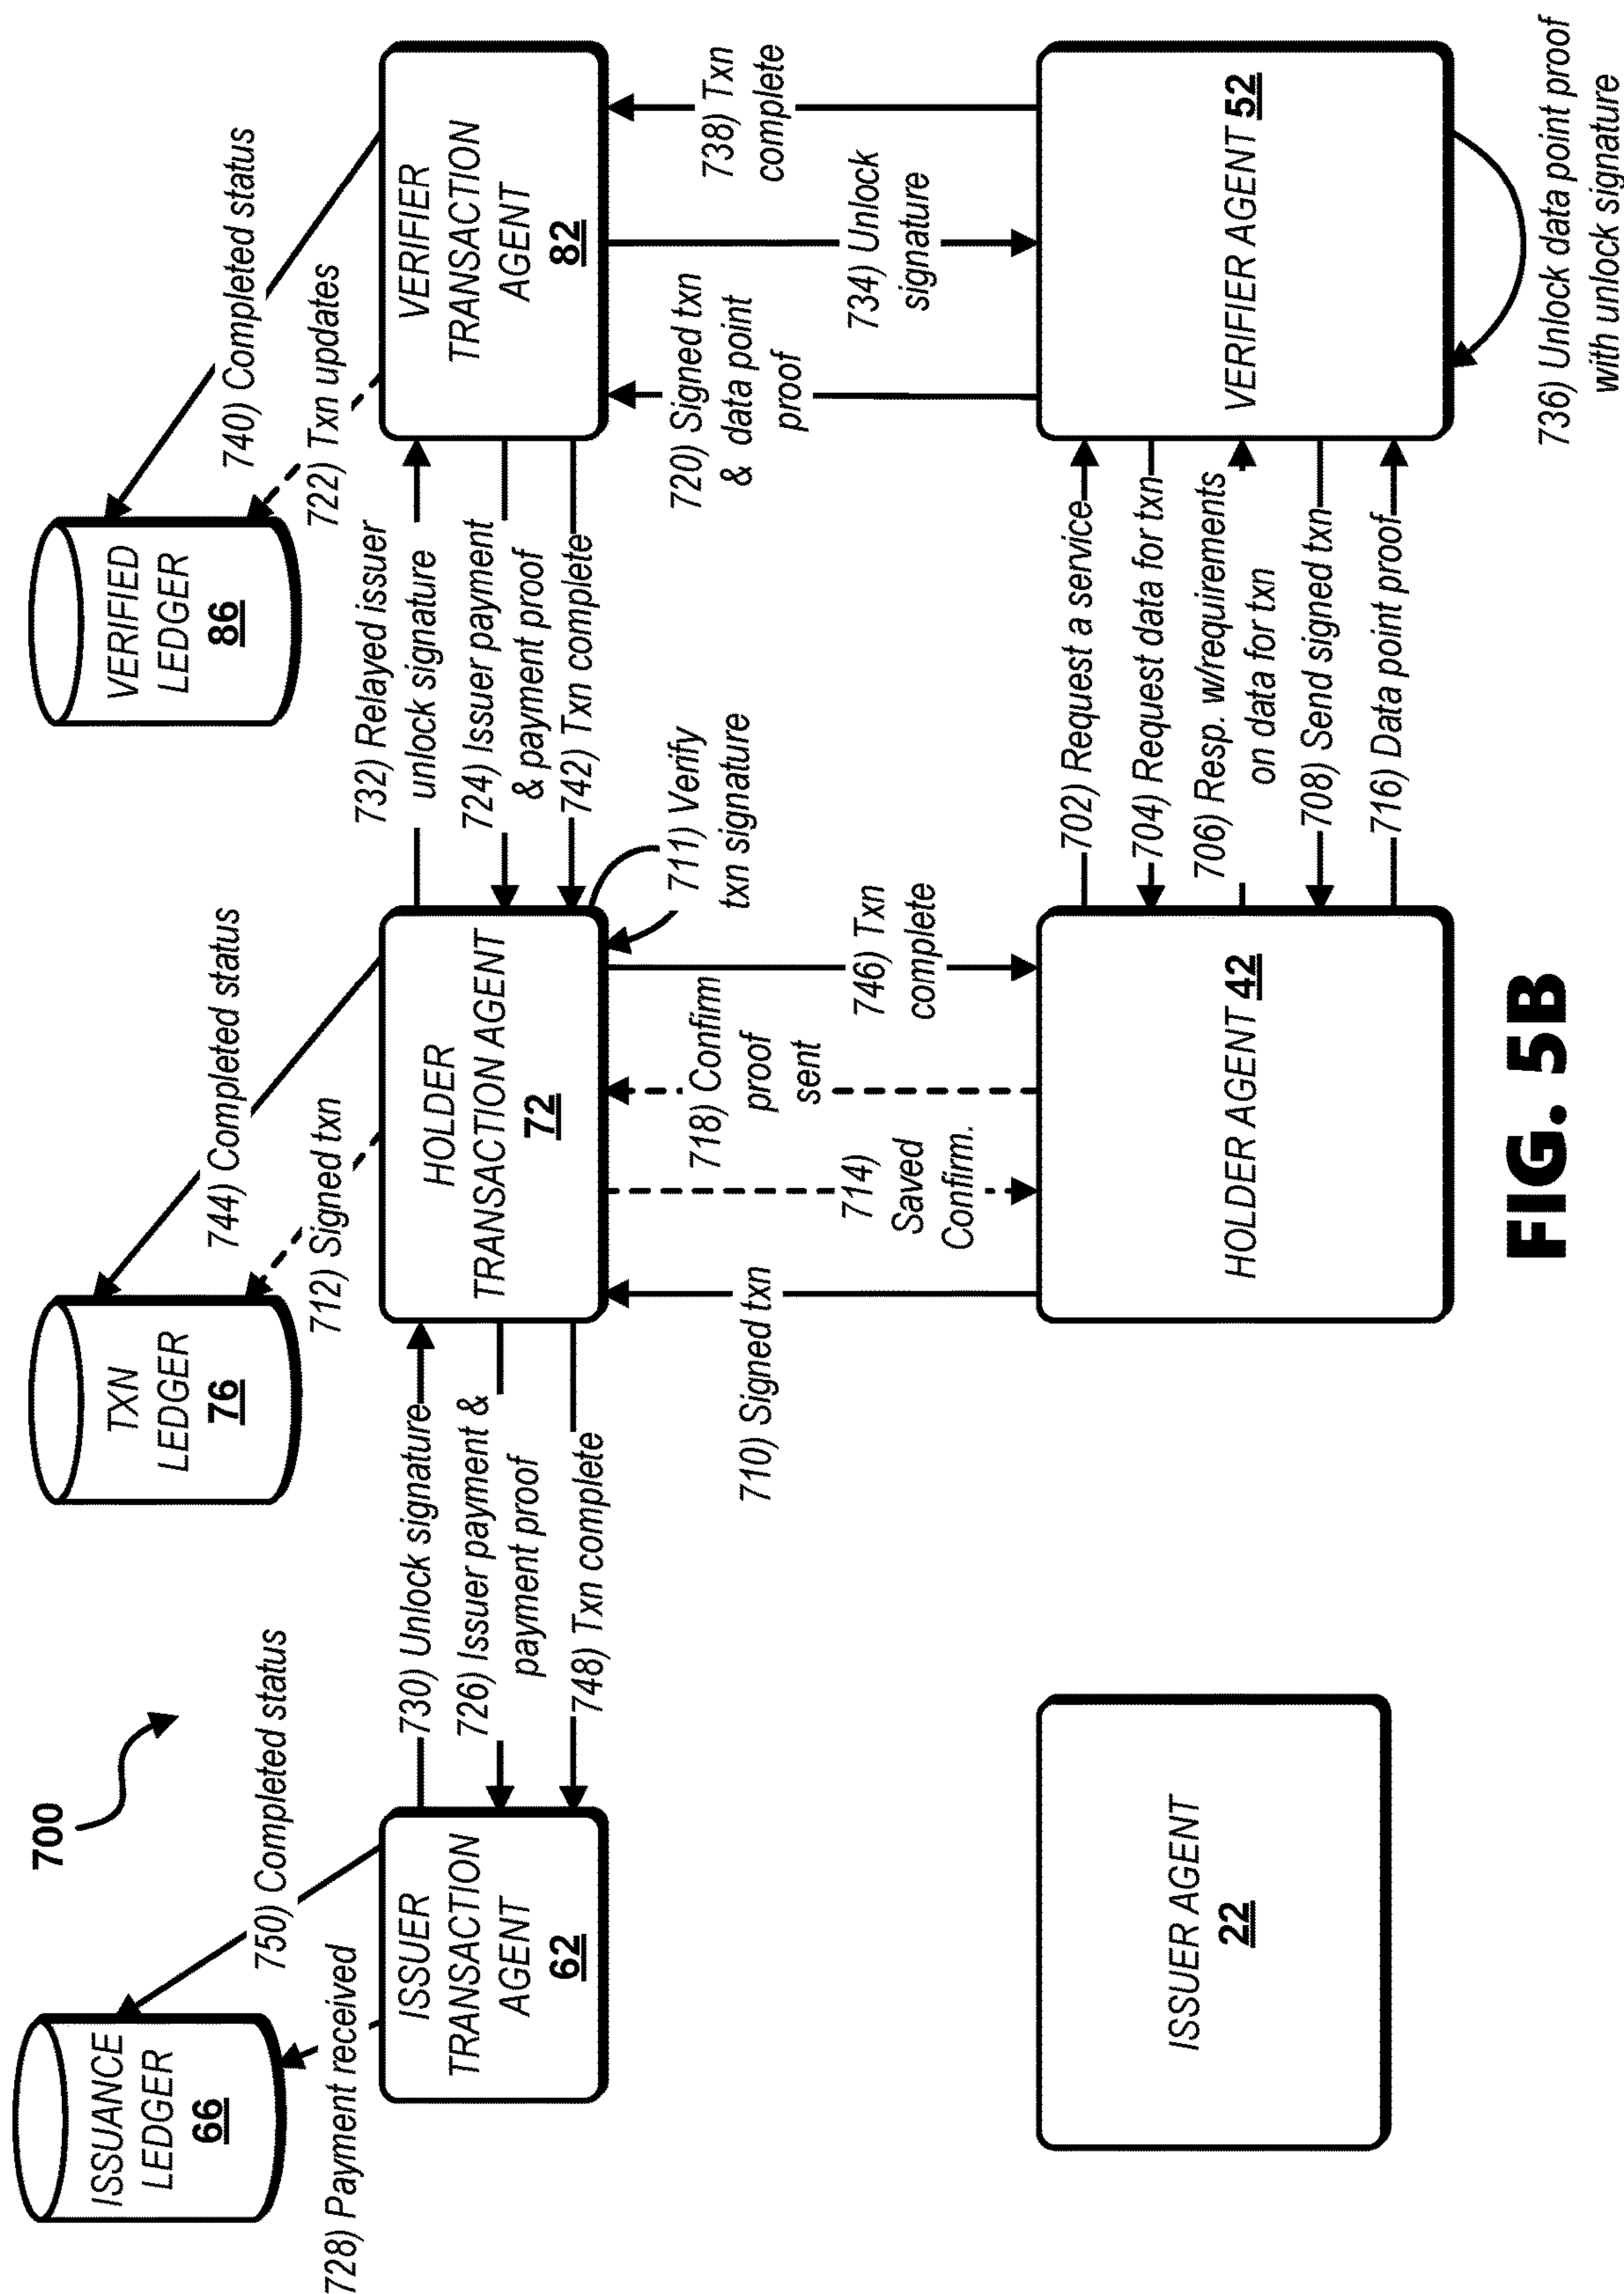 700
ISSUANCE
LEDGER
66
TXN
LEDGER
76
VERIFIED
LEDGER
86
728) Payment received
750) Completed status
712) Signed txn
744) Completed status
722) Txn updates
740) Completed status
ISSUER
TRANSACTION
AGENT
62
730) Unlock signature
726) Issuer payment &
payment proof
748) Txn complete
HOLDER
TRANSACTION AGENT
72
732) Relayed issuer
unlock signature
724) Issuer payment
& payment proof
742) Txn complete
711) Verify
txn signature
VERIFIER
TRANSACTION
AGENT
82
710) Signed txn
714)
Saved
Confirm.
718) Confirm
proof
sent
746) Txn
complete
720) Signed txn
& data point
proof
734) Unlock
signature
738) Txn
complete
ISSUER AGENT
22
HOLDER AGENT 42
702) Request a service
704) Request data for txn
706) Resp. w/requirements
on data for txn
708) Send signed txn
716) Data point proof
VERIFIER AGENT 52
736) Unlock data point proof
with unlock signature
FIG. 5B